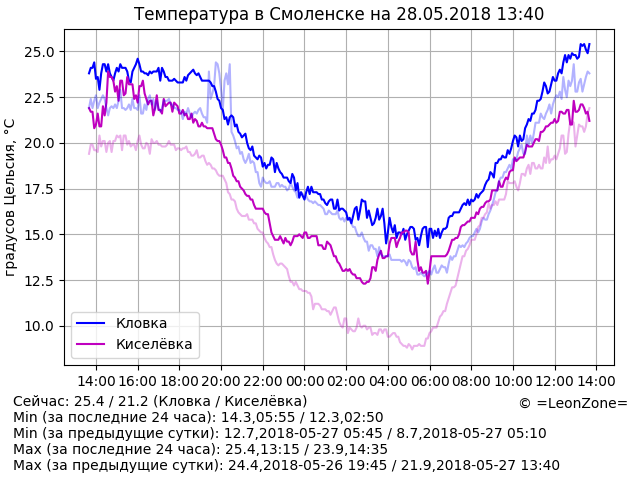 Температура в Смоленске на 28.05.2018 13:40
градусов Цельсия, °C
25.0
22.5
20.0
17.5
15.0
12.5
10.0
Кловка
Киселёвка
14:00 16:00 18:00 20:00 22:00 00:00 02:00 04:00 06:00 08:00 10:00 12:00 14:00
Сейчас: 25.4 / 21.2 (Кловка / Киселёвка)
© =LeonZone=
Min (за последние 24 часа): 14.3,05:55 / 12.3,02:50
Min (за предыдущие сутки): 12.7,2018-05-27 05:45 / 8.7,2018-05-27 05:10
Max (за последние 24 часа): 25.4,13:15 / 23.9,14:35
Max (за предыдущие сутки): 24.4,2018-05-26 19:45 / 21.9,2018-05-27 13:40